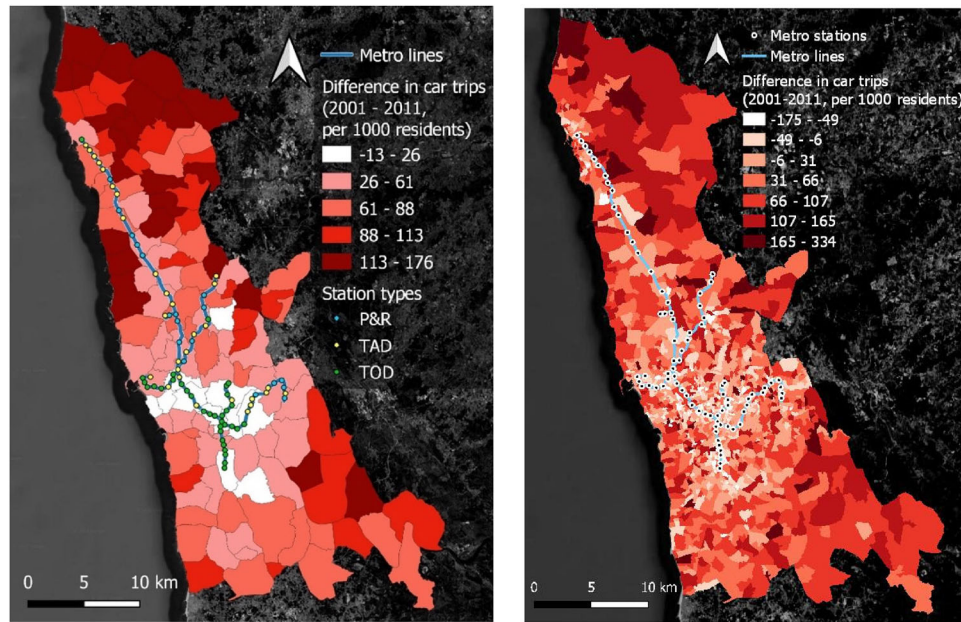 Metro lines
Difference in car trips
(2001 - 2011,
per 1000 residents)
-13 - 26
26 - 61
61 - 88
88 - 113
113 - 176
Station types
P&R
TAD
TOD
0 5 10 km
Metro stations
Metro lines
Difference in car trips
(2001-2011, per 1000 residents)
-175 - -49
-49 - -6
-6 - 31
31 - 66
66 - 107
107 - 165
165 - 334
0 5 10 km